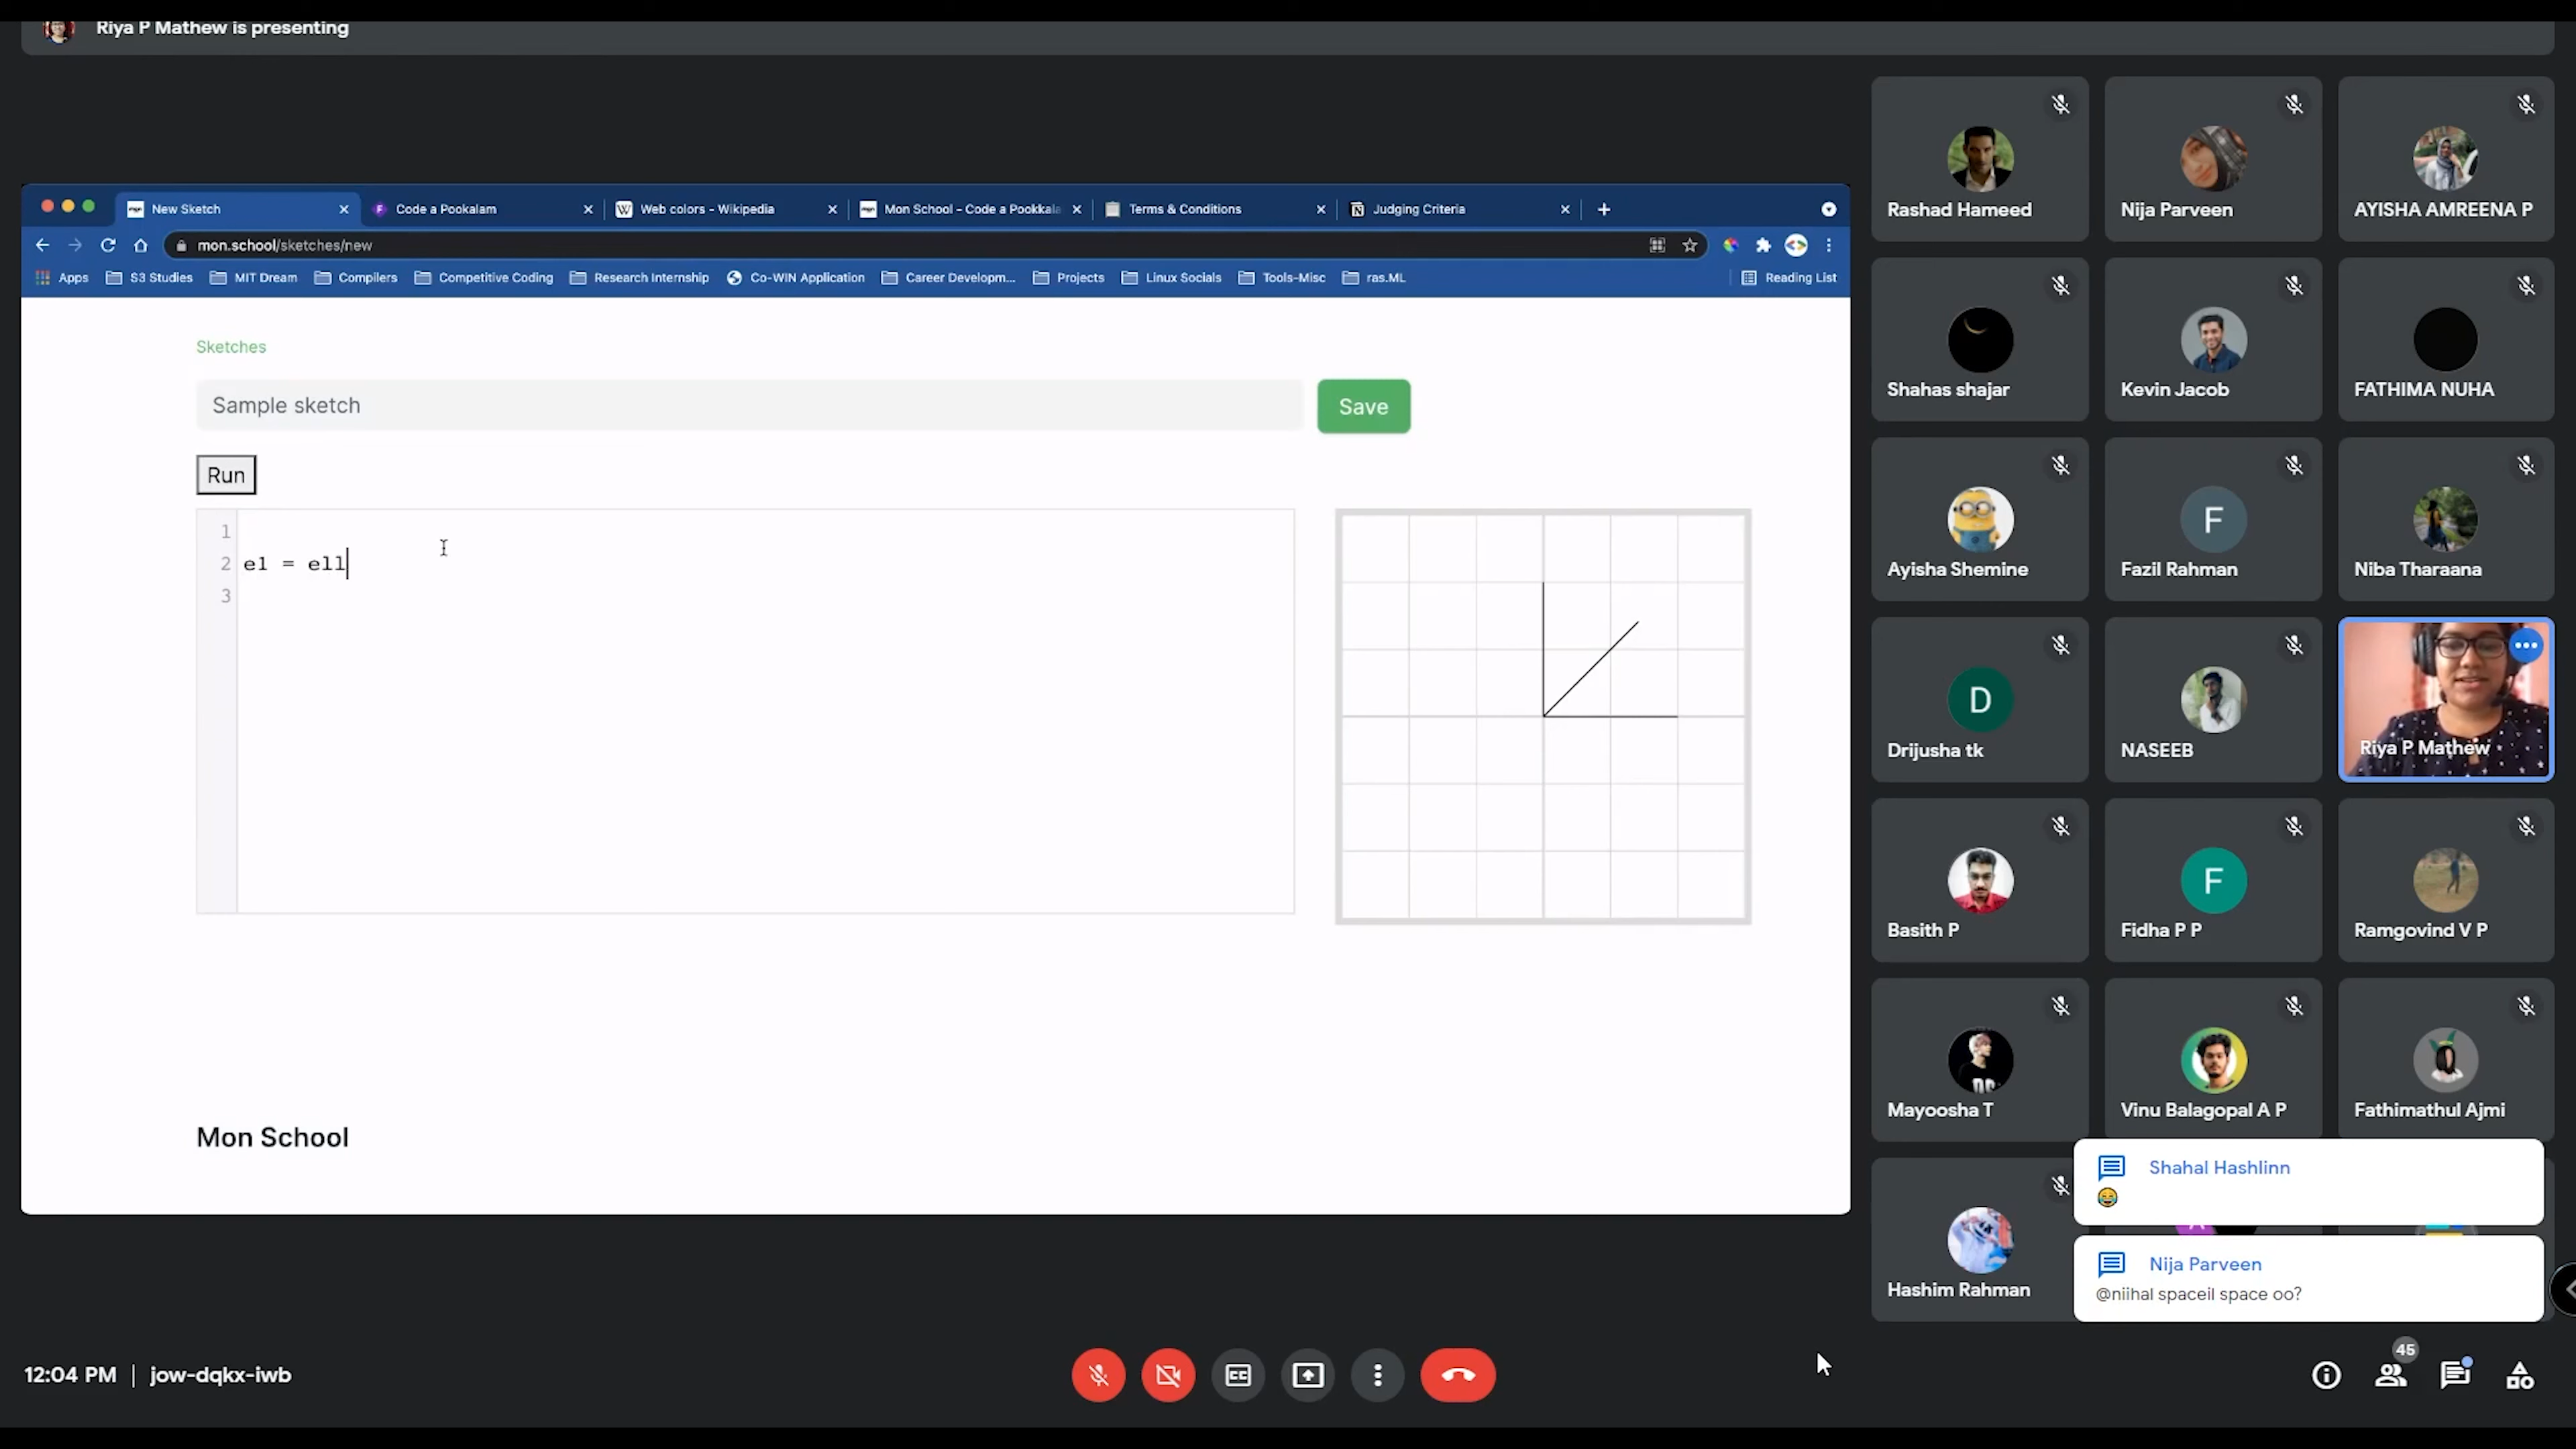 Riya P Mathew is presenting
New Sketch
Code a Pookalam
Web colors - Wikipedia
Mon School - Code a Pookkala
Terms & Conditions
Judging Criteria
mon.school/sketches/new
Apps
S3 Studies
MIT Dream
Compilers
Competitive Coding
Research Internship
Co-WIN Application
Career Developm...
Projects
Linux Socials
Tools-Misc
ras.ML
Reading List
Sketches
Sample sketch
Save
Run
1
2 e1 = ell
3
Mon School
Rashad Hameed
Nija Parveen
AYISHA AMREENA P
Shahas shajar
Kevin Jacob
FATHIMA NUHA
Ayisha Shemine
F
Fazil Rahman
Niba Tharaana
D
Drijusha tk
NASEEB
Riya P Mathew
Basith P
F
Fidha P P
Ramgovind V P
Mayoosha T
Vinu Balagopal A P
Fathimathul Ajmi
Hashim Rahman
Shahal Hashlinn
😂
Nija Parveen
@niihal spaceil space oo?
12:04 PM | jow-dqkx-iwb
CC
45